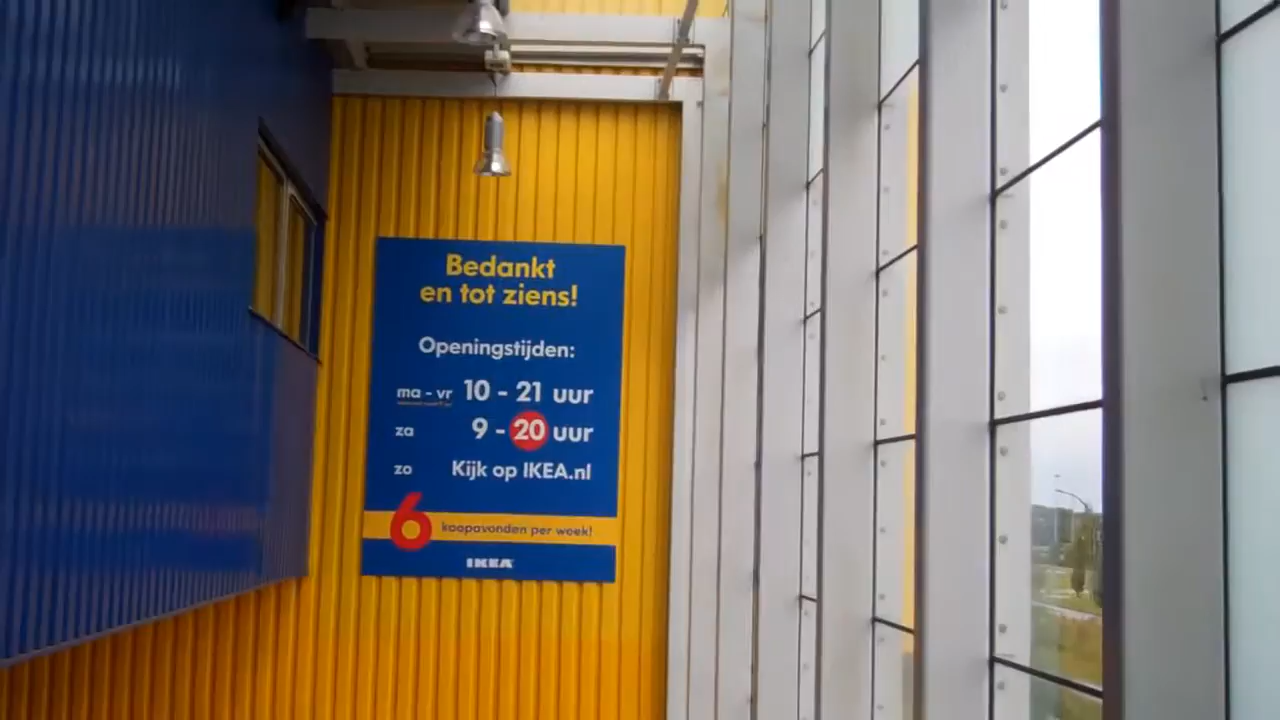 Bedankt
en tot ziens!
Openingstijden:
ma - vr 10 - 21 uur
za 9 - 20 uur
zo Kijk op IKEA.nl
6 koopavonden per week!
IKEA